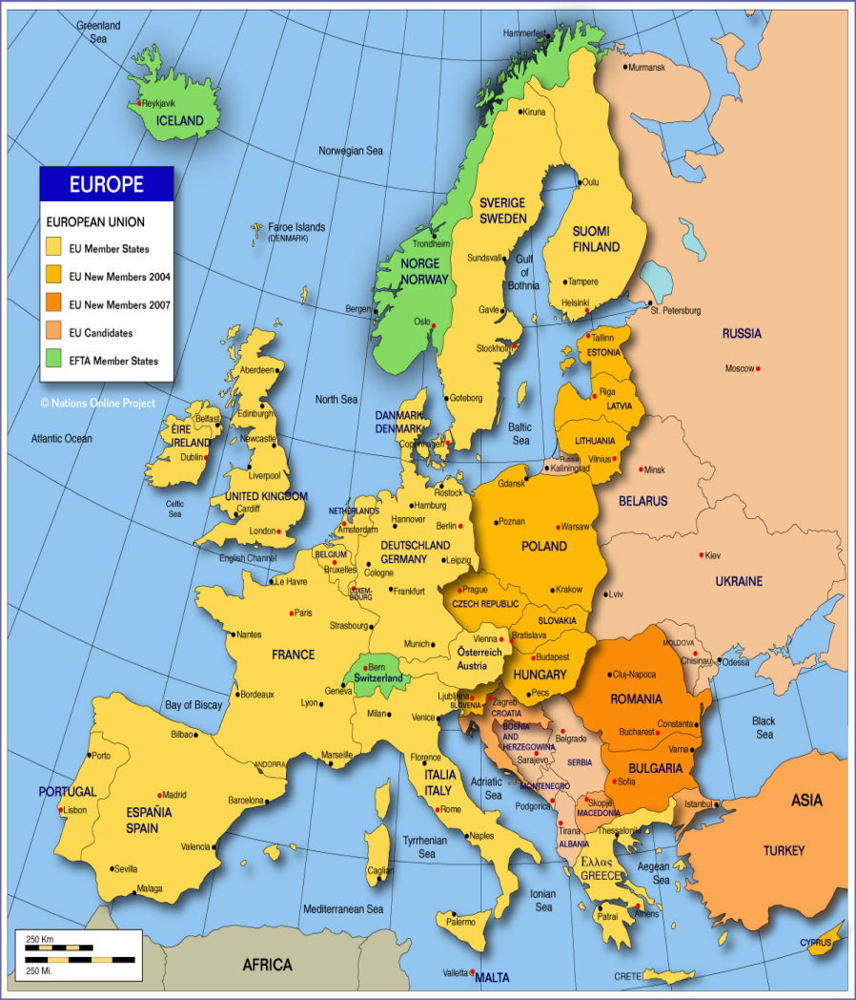 Greenland
Sea
Hammerfest
Murmansk
Reykjavik
ICELAND
Kiruna
Norwegian Sea
EUROPE
EUROPEAN UNION
EU Member States
EU New Members 2004
EU New Members 2007
EU Candidates
EFTA Member States
© Nations Online Project
Oulu
SVERIGE
SWEDEN
Faroe Islands
(DENMARK)
SUOMI
FINLAND
Trondheim
NORGE
NORWAY
Sundsvall
Gulf
of
Bothnia
Tampere
Helsinki
Bergen
Gavle
St. Petersburg
Oslo
RUSSIA
Tallinn
ESTONIA
Stockholm
Moscow
Aberdeen
North Sea
Goteborg
Riga
LATVIA
Edinburgh
Belfast
DANMARK
DENMARK
Baltic
Sea
Atlantic Ocean
ÉIRE
IRELAND
Newcastle
Copenhagen
LITHUANIA
Dublin
Russia
Kaliningrad
Vilnius
Minsk
Liverpool
Gdansk
Celtic
Sea
UNITED KINGDOM
Cardiff
Rostock
Hamburg
BELARUS
NETHERLANDS
Amsterdam
Hannover
Berlin
Poznan
Warsaw
London
English Channel
BELGIUM
Bruxelles
DEUTSCHLAND
GERMANY
Leipzig
POLAND
Kiev
Cologne
Le Havre
LUXEM-
BOURG
Frankfurt
Prague
CZECH REPUBLIC
Krakow
Lviv
UKRAINE
Paris
Strasbourg
SLOVAKIA
Nantes
Munich
Vienna
Bratislava
MOLDOVA
Österreich
Austria
Budapest
Chisinau
Odessa
FRANCE
Bern
Switzerland
HUNGARY
Cluj-Napoca
Geneva
Bordeaux
Lyon
Ljubljana
SLOVENIA
Pecs
Zagreb
CROATIA
ROMANIA
Bay of Biscay
Milan
Venice
BOSNIA
AND
HERZEGOWINA
Belgrade
Bucharest
Constanta
Black
Sea
Bilbao
Porto
Marseille
Florence
Sarajevo
SERBIA
Varna
BULGARIA
ANDORRA
ITALIA
ITALY
Adriatic
Sea
MONTENEGRO
Sofia
PORTUGAL
Lisbon
Madrid
Barcelona
Podgorica
Skopje
MACEDONIA
Istanbul
ASIA
ESPAÑIA
SPAIN
Rome
Tirana
ALBANIA
Thessaloniki
TURKEY
Valencia
Tyrrhenian
Sea
Naples
Sevilla
Cagliari
Ελλας
GREECE
Aegean
Sea
Malaga
Mediterranean Sea
Ionian
Sea
Palermo
Patrai
Athens
250 Km
250 Mi.
AFRICA
Valletta
MALTA
CRETE
CYPRUS